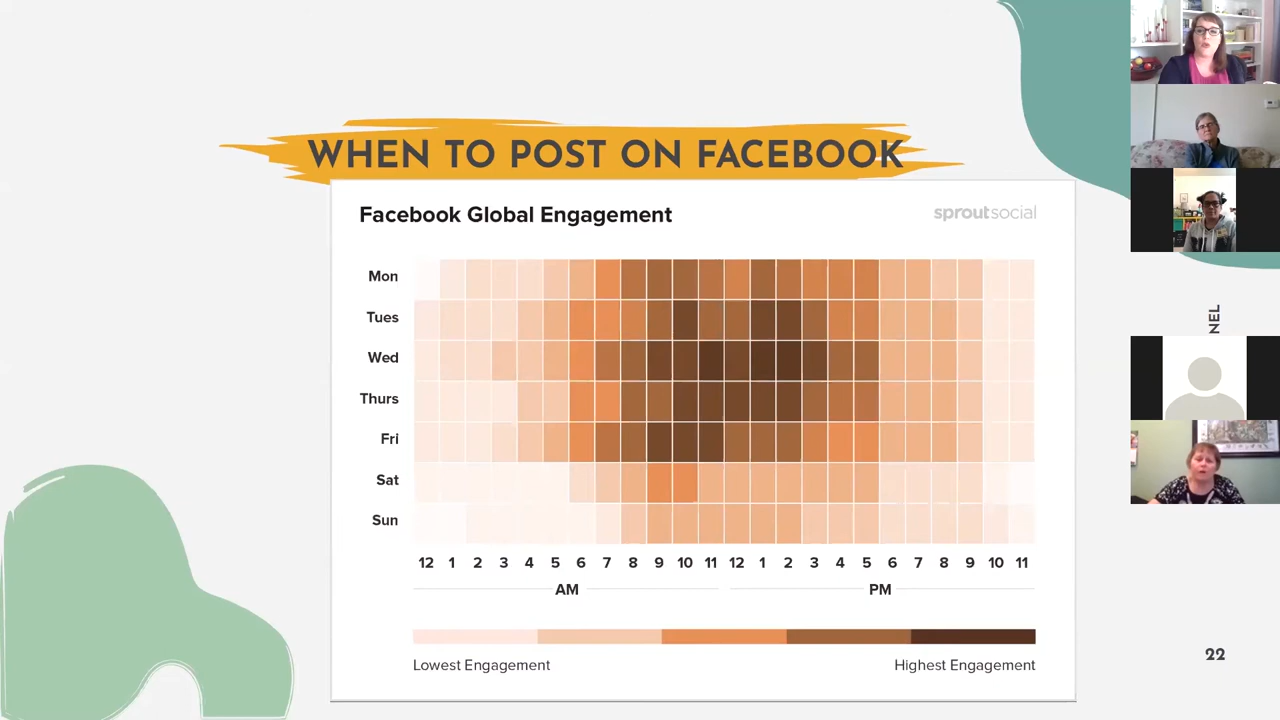 WHEN TO POST ON FACEBOOK
Facebook Global Engagement
sproutsocial
Mon
Tues
Wed
Thurs
Fri
Sat
Sun
12 1 2 3 4 5 6 7 8 9 10 11 12 1 2 3 4 5 6 7 8 9 10 11
AM PM
Lowest Engagement Highest Engagement
NEL
22